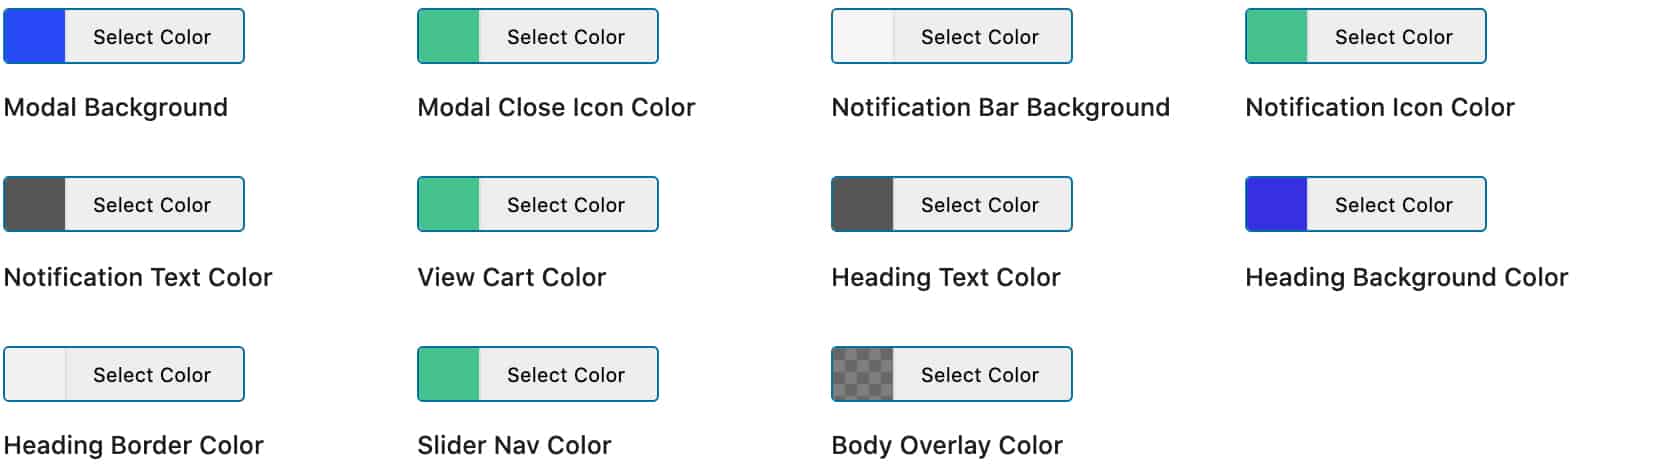 Select Color Select Color Select Color Select Color
Modal Background Modal Close Icon Color Notification Bar Background Notification Icon Color
Select Color Select Color Select Color Select Color
Notification Text Color View Cart Color Heading Text Color Heading Background Color
Select Color Select Color Select Color
Heading Border Color Slider Nav Color Body Overlay Color